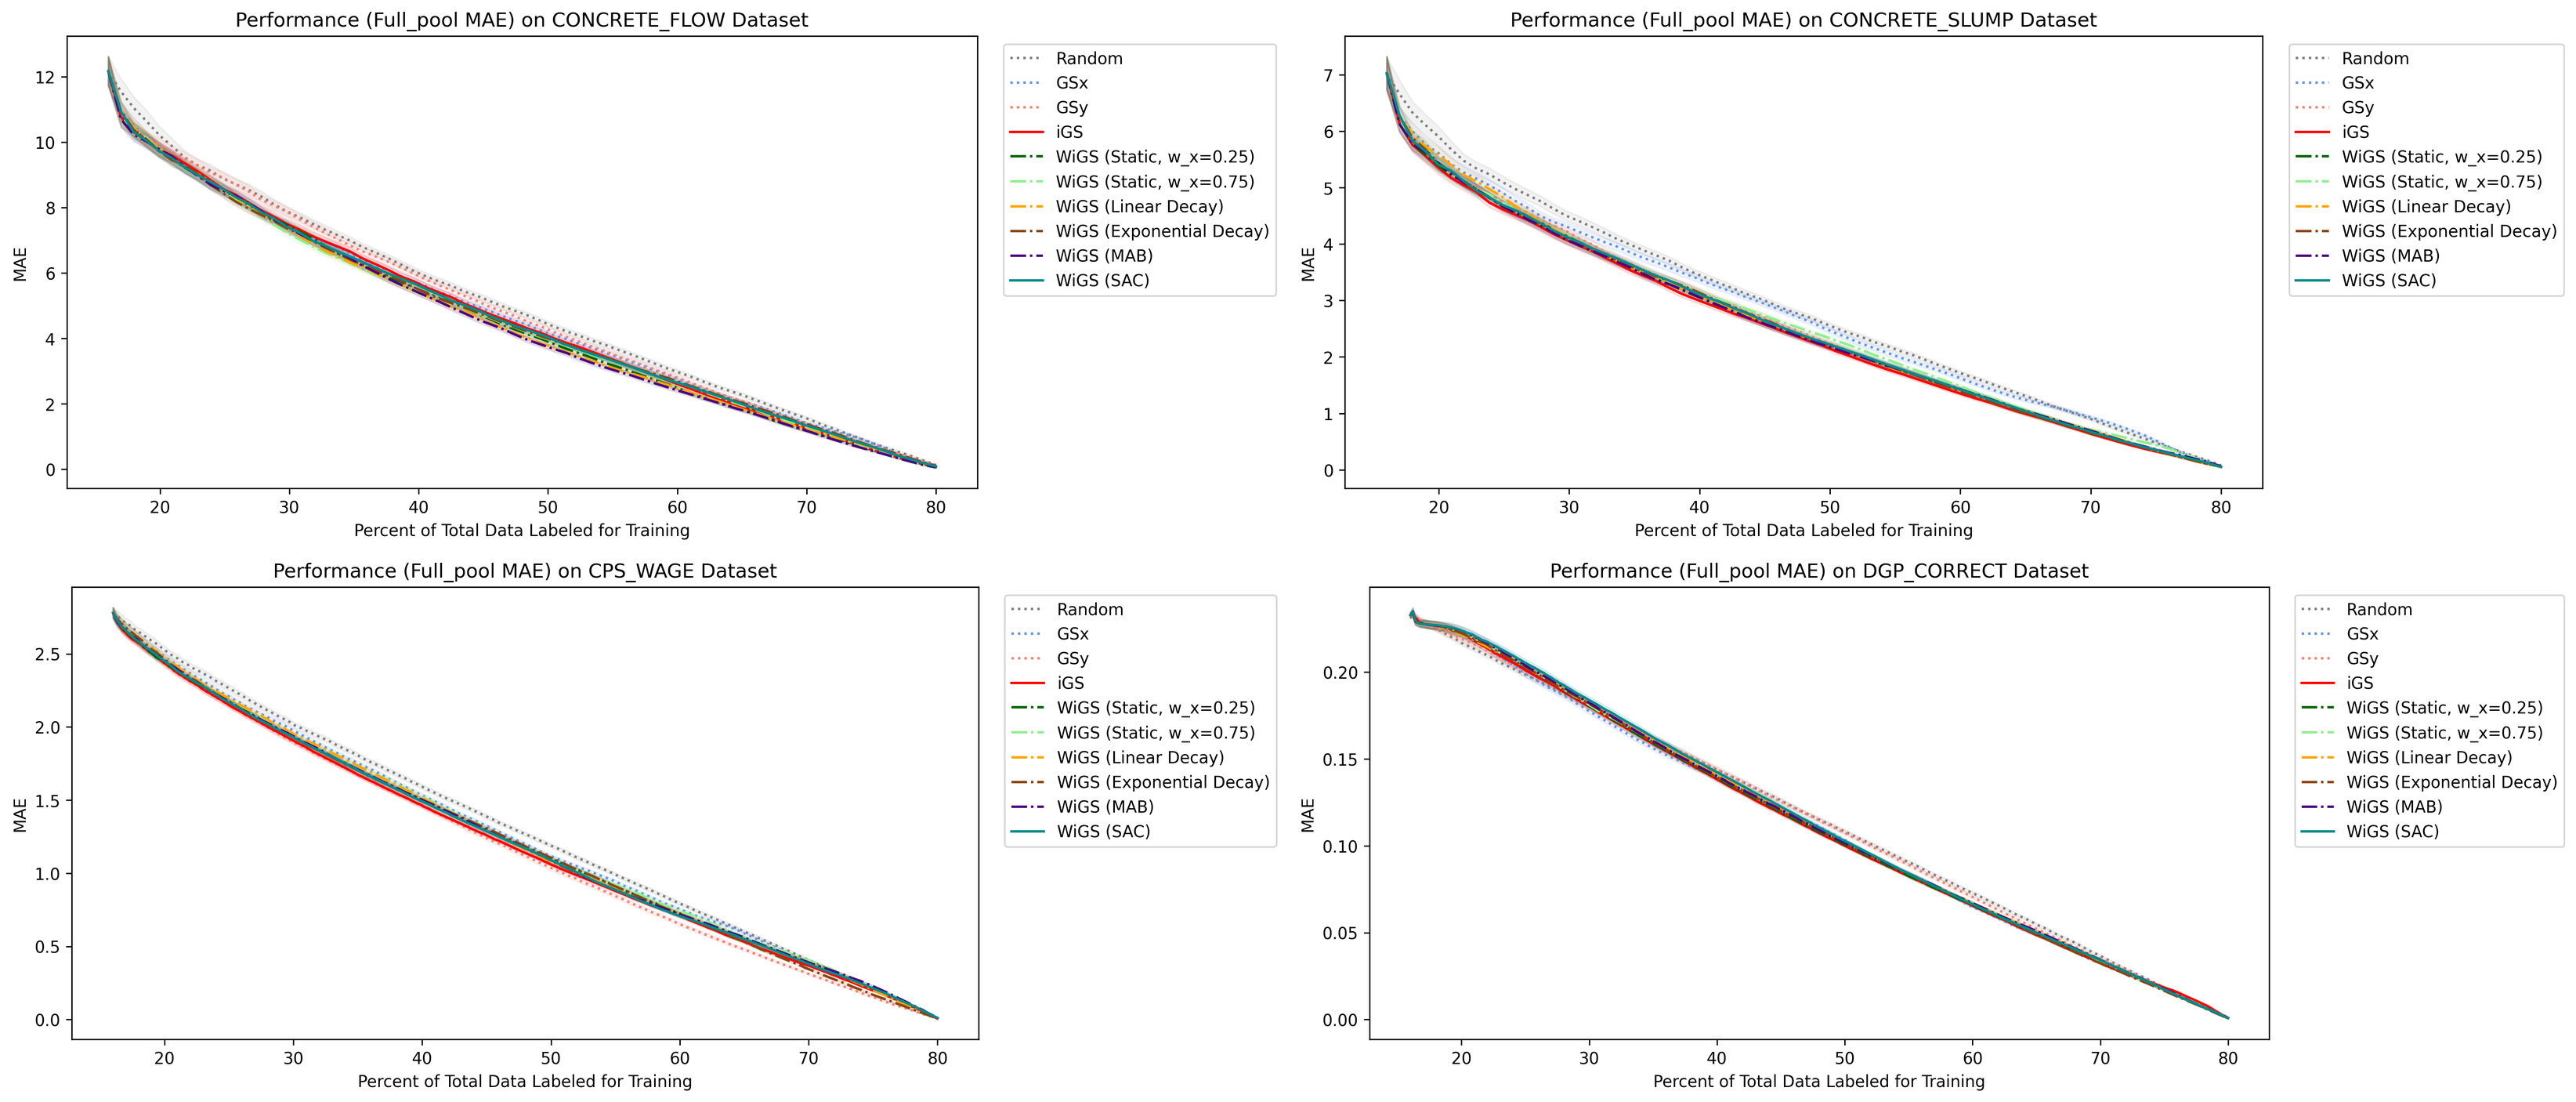 Performance (Full_pool MAE) on CONCRETE_FLOW Dataset
MAE
12
10
8
6
4
2
0
20 30 40 50 60 70 80
Percent of Total Data Labeled for Training
Random
GSx
GSy
iGS
WiGS (Static, w_x=0.25)
WiGS (Static, w_x=0.75)
WiGS (Linear Decay)
WiGS (Exponential Decay)
WiGS (MAB)
WiGS (SAC)
Performance (Full_pool MAE) on CONCRETE_SLUMP Dataset
MAE
7
6
5
4
3
2
1
0
20 30 40 50 60 70 80
Percent of Total Data Labeled for Training
Random
GSx
GSy
iGS
WiGS (Static, w_x=0.25)
WiGS (Static, w_x=0.75)
WiGS (Linear Decay)
WiGS (Exponential Decay)
WiGS (MAB)
WiGS (SAC)
Performance (Full_pool MAE) on CPS_WAGE Dataset
MAE
2.5
2.0
1.5
1.0
0.5
0.0
20 30 40 50 60 70 80
Percent of Total Data Labeled for Training
Random
GSx
GSy
iGS
WiGS (Static, w_x=0.25)
WiGS (Static, w_x=0.75)
WiGS (Linear Decay)
WiGS (Exponential Decay)
WiGS (MAB)
WiGS (SAC)
Performance (Full_pool MAE) on DGP_CORRECT Dataset
MAE
0.20
0.15
0.10
0.05
0.00
20 30 40 50 60 70 80
Percent of Total Data Labeled for Training
Random
GSx
GSy
iGS
WiGS (Static, w_x=0.25)
WiGS (Static, w_x=0.75)
WiGS (Linear Decay)
WiGS (Exponential Decay)
WiGS (MAB)
WiGS (SAC)